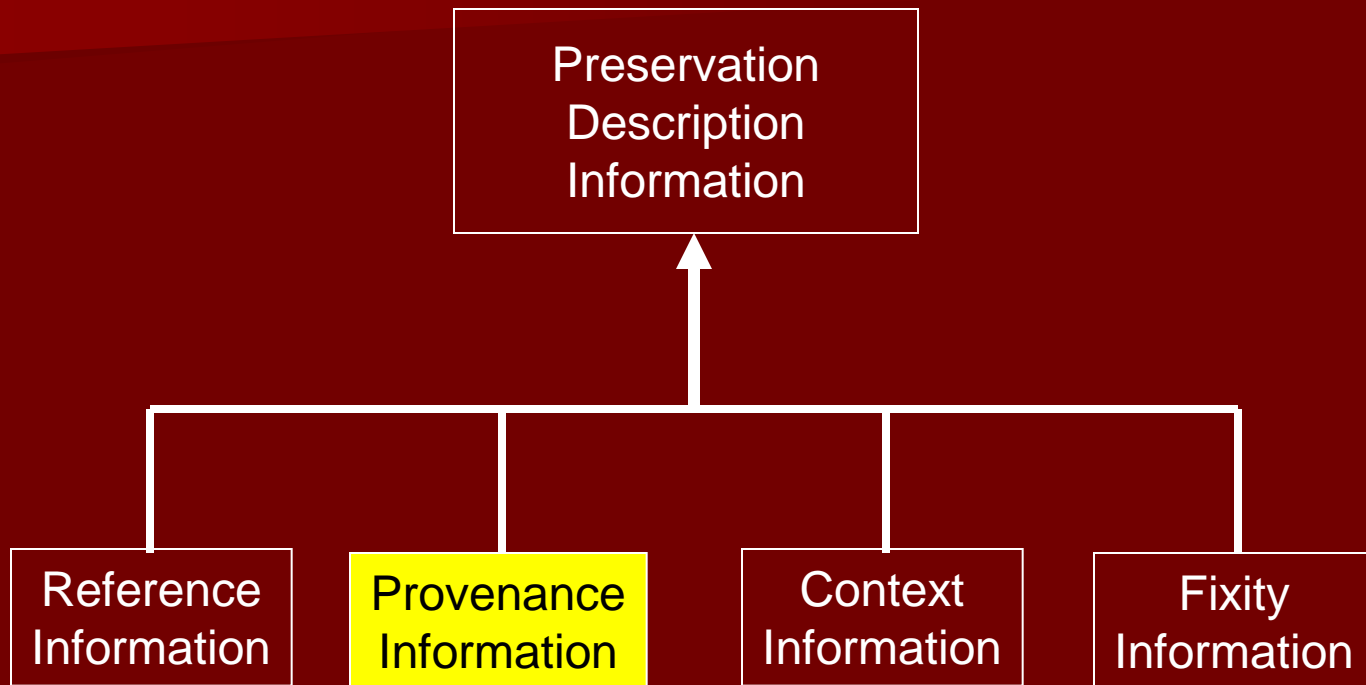 Preservation
Description
Information
Reference
Information
Provenance
Information
Context
Information
Fixity
Information